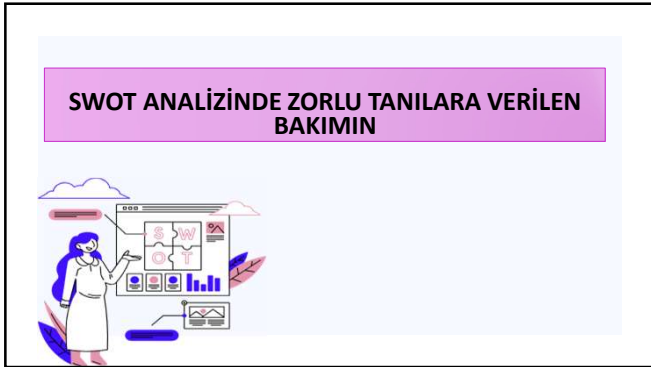 SWOT ANALİZİNDE ZORLU TANILARA VERİLEN
BAKIMIN
S W
O T